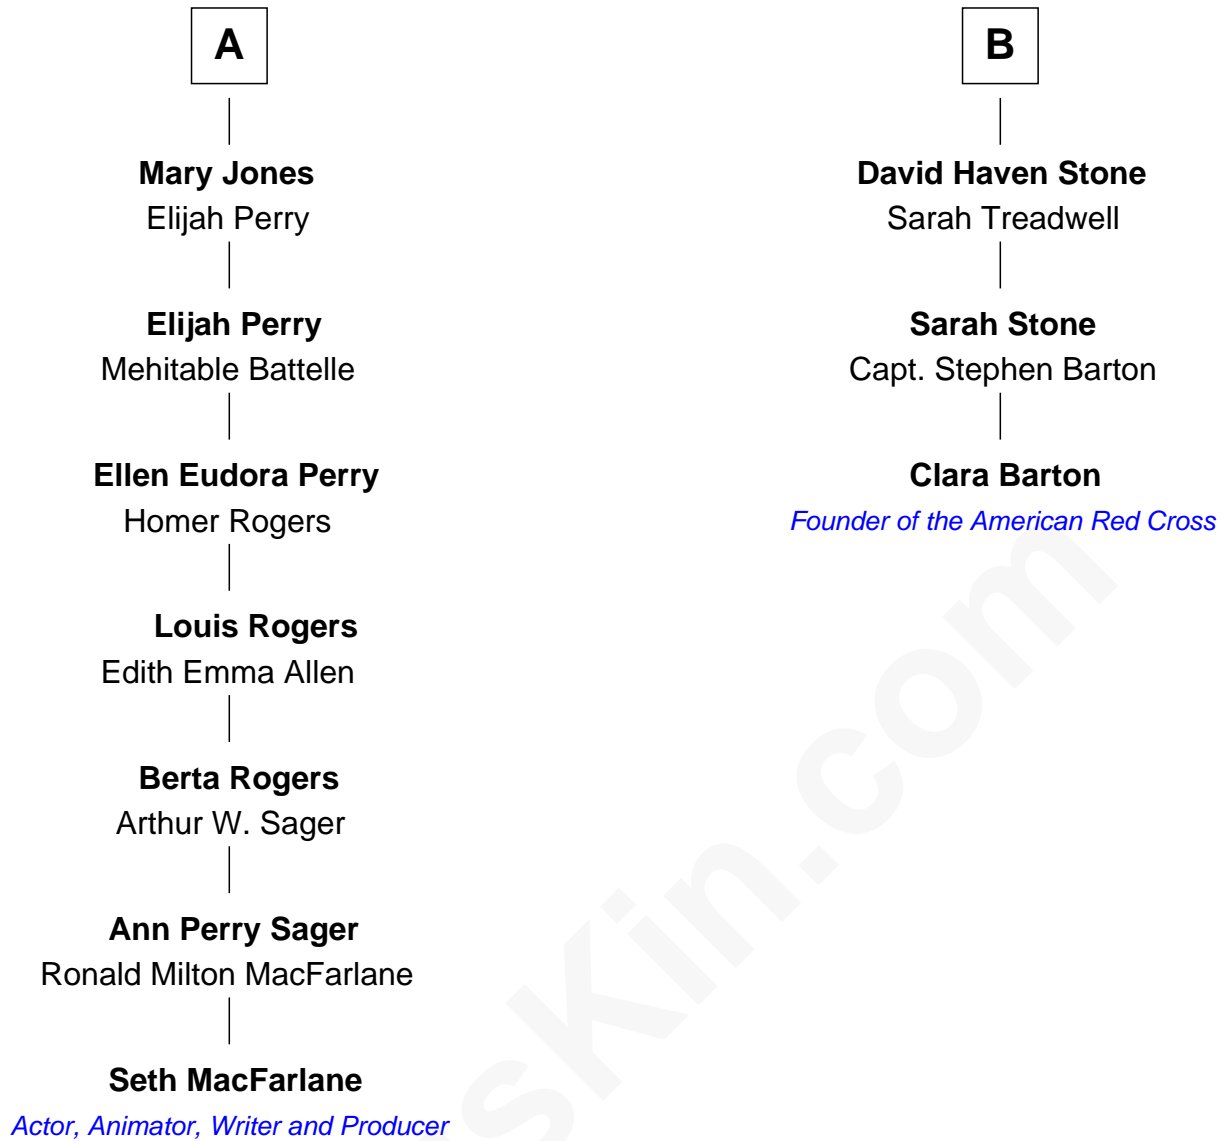 A
Mary Jones
Elijah Perry
Elijah Perry
Mehitable Battelle
Ellen Eudora Perry
Homer Rogers
Louis Rogers
Edith Emma Allen
Berta Rogers
Arthur W. Sager
Ann Perry Sager
Ronald Milton MacFarlane
Seth MacFarlane
Actor, Animator, Writer and Producer
B
David Haven Stone
Sarah Treadwell
Sarah Stone
Capt. Stephen Barton
Clara Barton
Founder of the American Red Cross
sKin.com